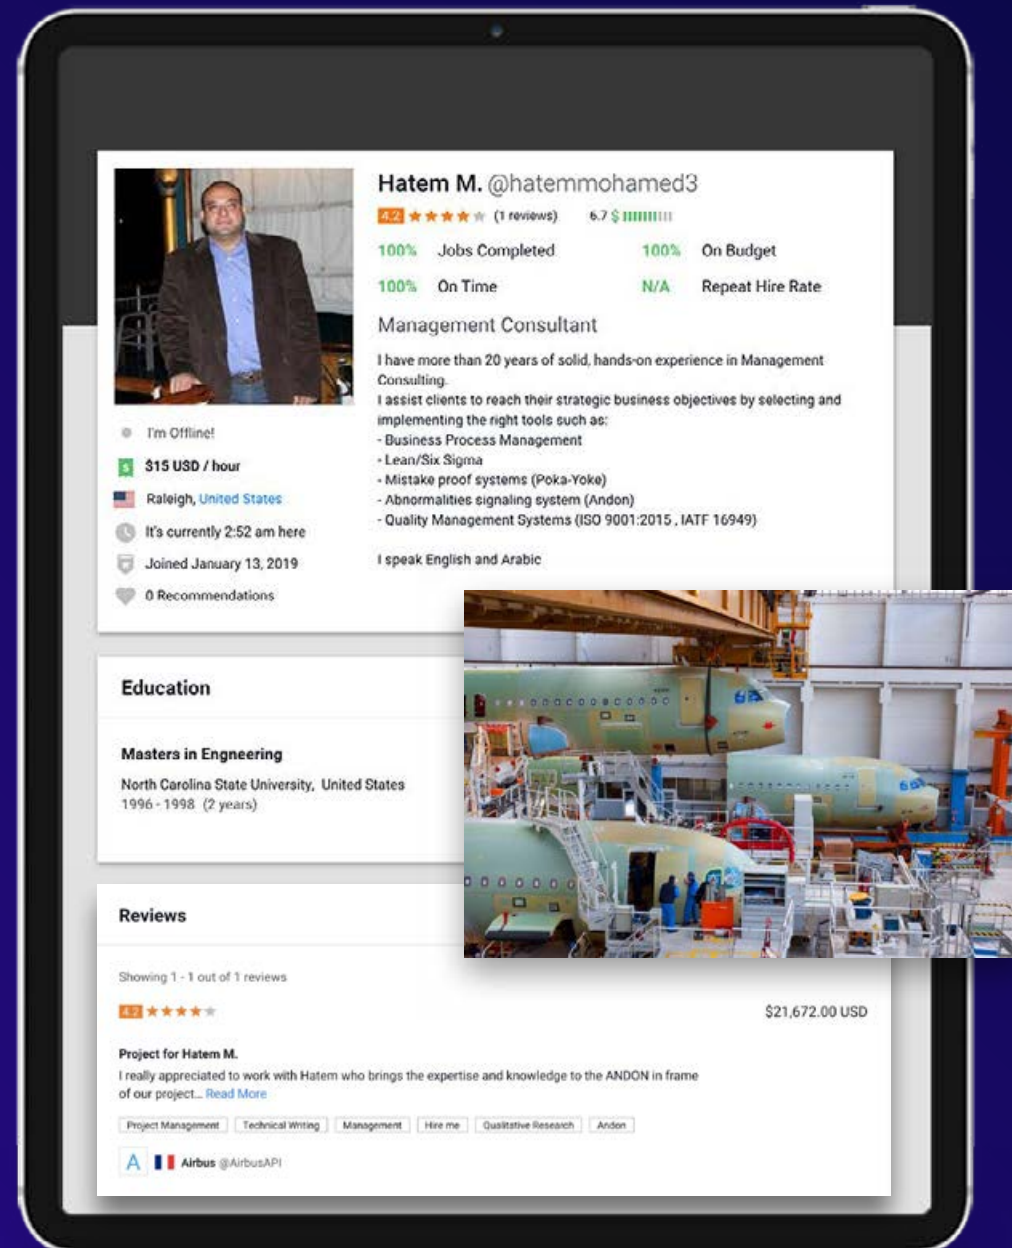 Hatem M. @hatemmohamed3
4.2 (1 reviews) 6.7 $
100% Jobs Completed 100% On Budget
100% On Time N/A Repeat Hire Rate
Management Consultant
I have more than 20 years of solid, hands-on experience in Management
Consulting.
I assist clients to reach their strategic business objectives by selecting and
implementing the right tools such as:
- Business Process Management
- Lean/Six Sigma
- Mistake proof systems (Poka-Yoke)
- Abnormalities signaling system (Andon)
- Quality Management Systems (ISO 9001:2015 , IATF 16949)
I speak English and Arabic
I'm Offline!
$15 USD / hour
Raleigh, United States
It's currently 2:52 am here
Joined January 13, 2019
0 Recommendations
Education
Masters in Engneering
North Carolina State University, United States
1996 - 1998 (2 years)
Reviews
Showing 1 - 1 out of 1 reviews
4.2 $21,672.00 USD
Project for Hatem M.
I really appreciated to work with Hatem who brings the expertise and knowledge to the ANDON in frame
of our project... Read More
Project Management Technical Writing Management Hire me Qualitative Research Andon
A Airbus @AirbusAPI